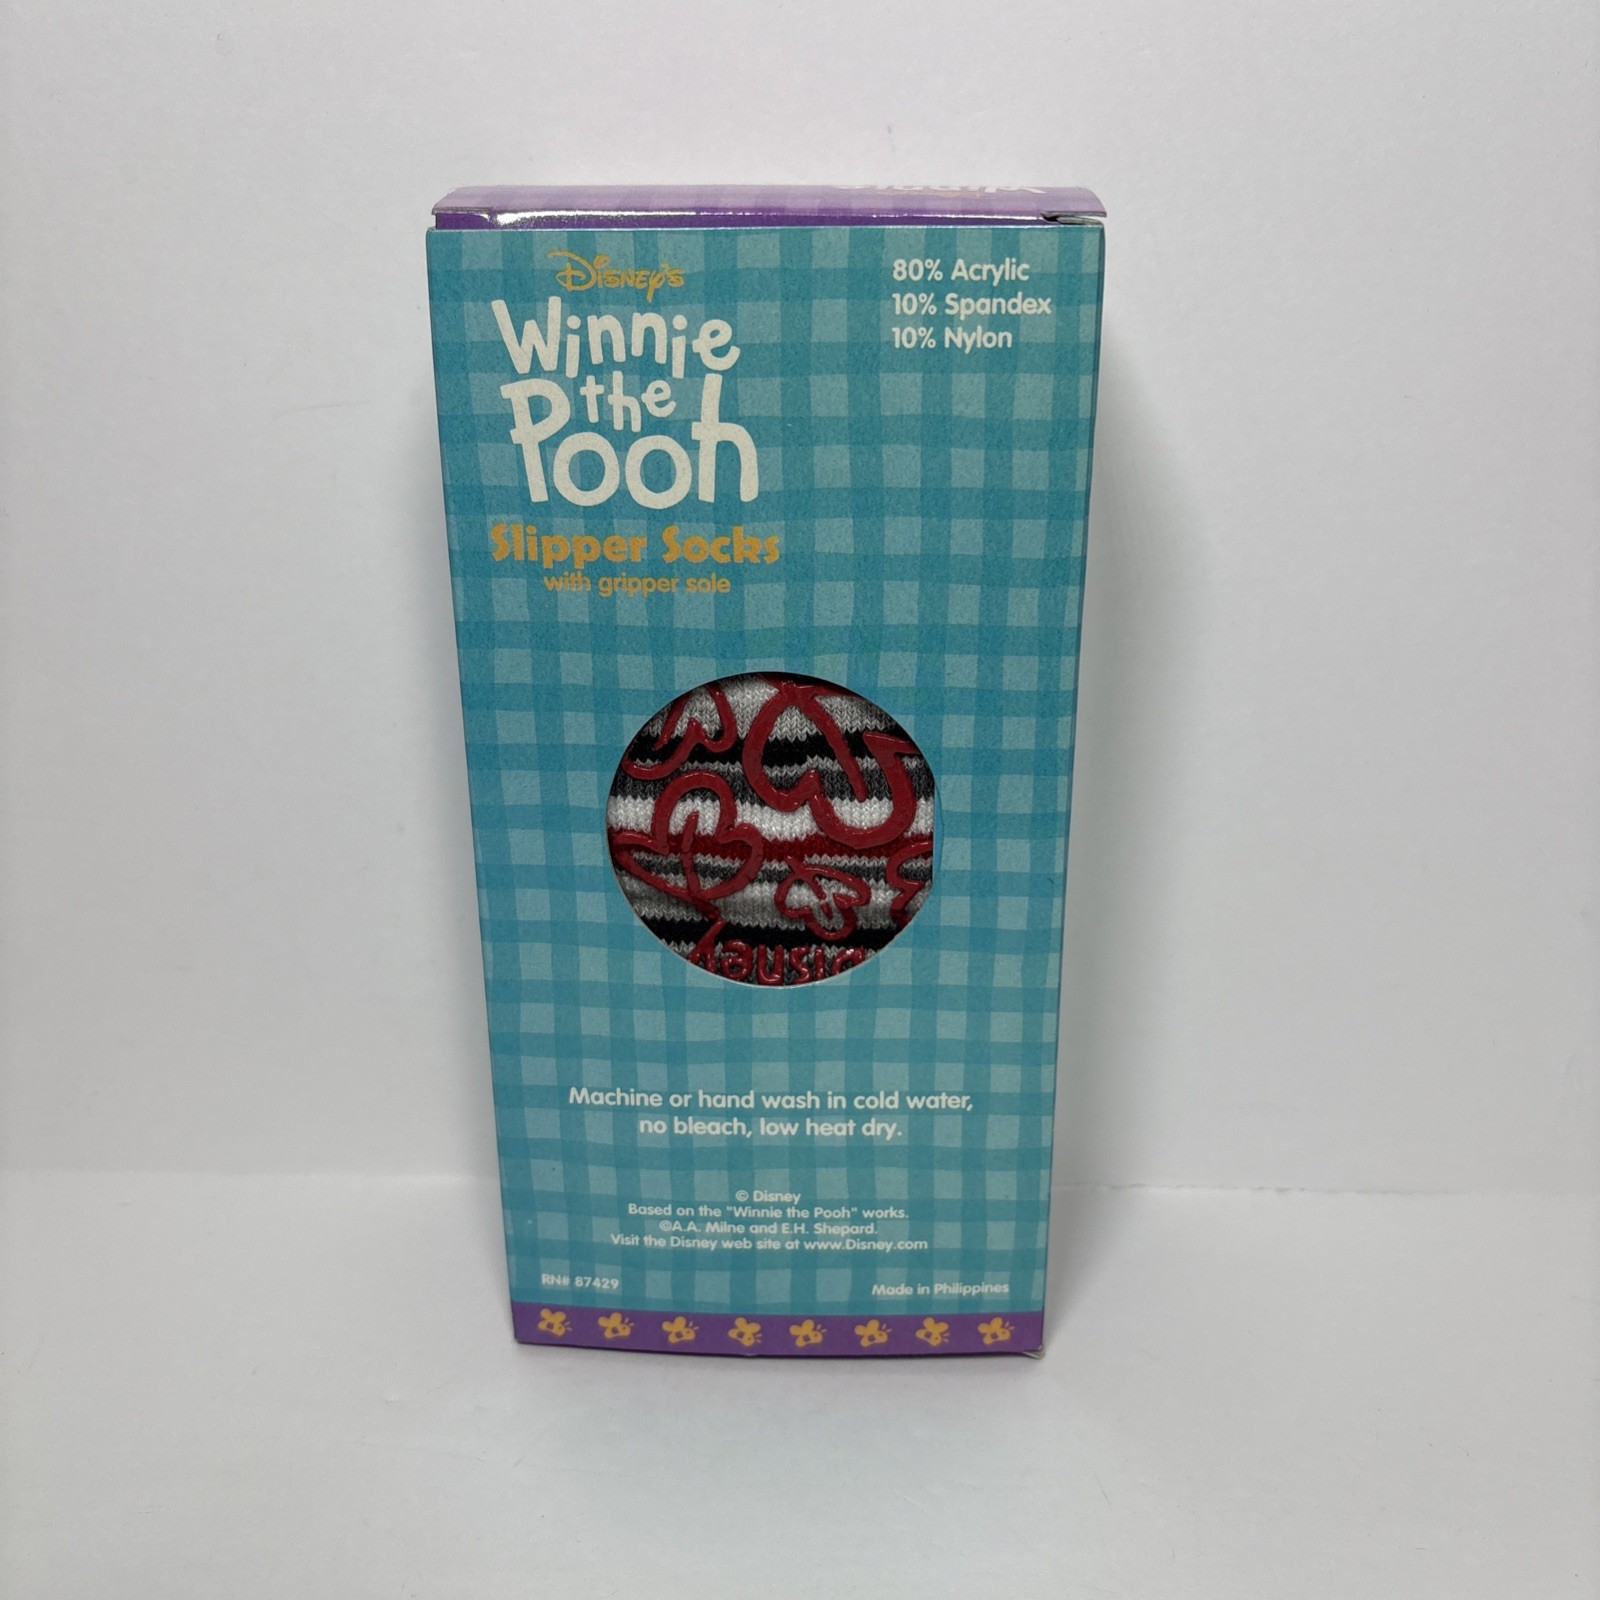 Disney's
Winnie
the
Pooh
Slipper Socks
with gripper sole
80% Acrylic
10% Spandex
10% Nylon
Disney
Machine or hand wash in cold water,
no bleach, low heat dry.
© Disney
Based on the "Winnie the Pooh" works.
©A.A. Milne and E.H. Shepard.
Visit the Disney web site at www.Disney.com
RN# 87429
Made in Philippines